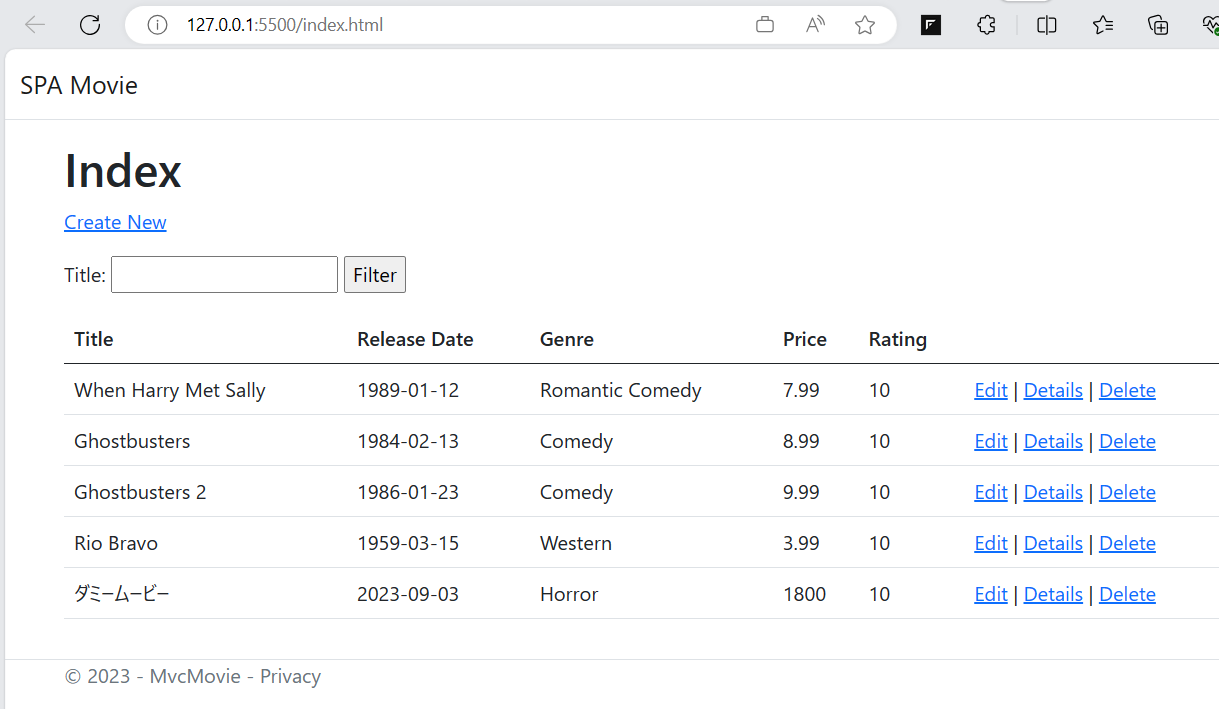 127.0.0.1:5500/index.html
SPA Movie
Index
Create New
Title: Filter
Title Release Date Genre Price Rating
When Harry Met Sally 1989-01-12 Romantic Comedy 7.99 10 Edit | Details | Delete
Ghostbusters 1984-02-13 Comedy 8.99 10 Edit | Details | Delete
Ghostbusters 2 1986-01-23 Comedy 9.99 10 Edit | Details | Delete
Rio Bravo 1959-03-15 Western 3.99 10 Edit | Details | Delete
ダミームービー 2023-09-03 Horror 1800 10 Edit | Details | Delete
© 2023 - MvcMovie - Privacy